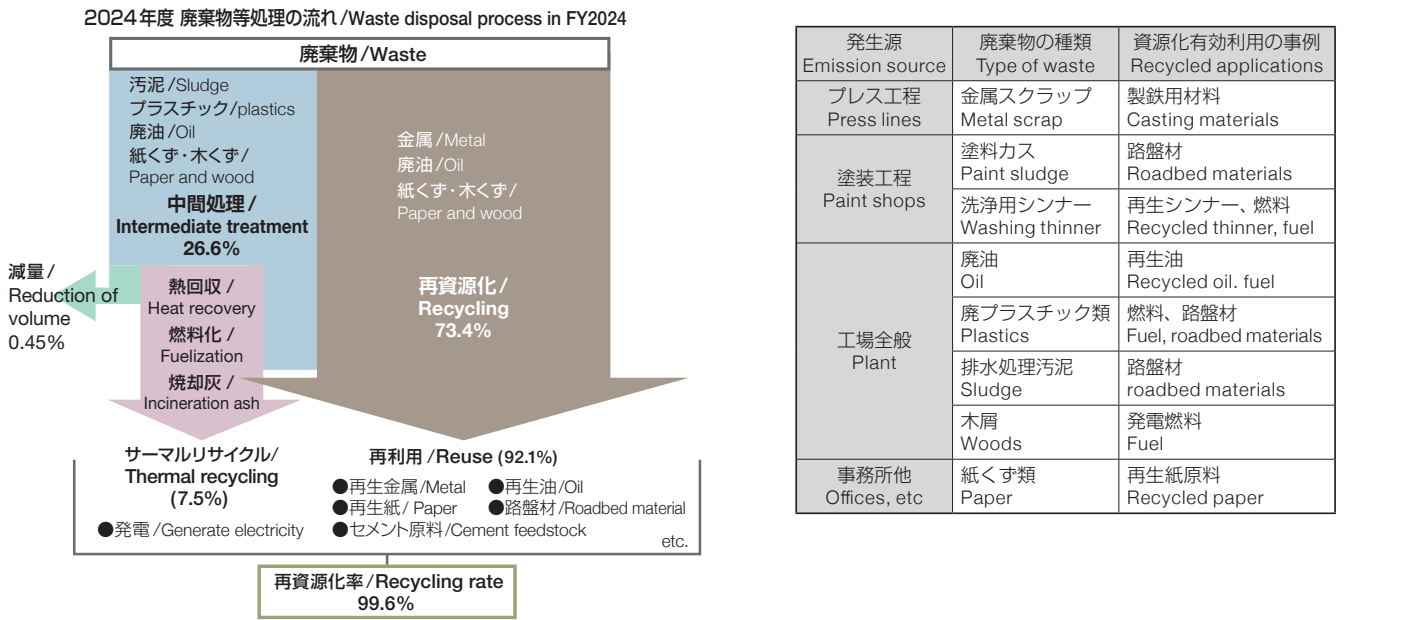 2024年度 廃棄物等処理の流れ/Waste disposal process in FY2024
廃棄物/Waste
汚泥/Sludge
プラスチック/plastics
廃油/Oil
紙くず・木くず/
Paper and wood
中間処理/
Intermediate treatment
26.6%
金属/Metal
廃油/Oil
紙くず・木くず/
Paper and wood
再資源化/
Recycling
73.4%
減量/
Reduction of
volume
0.45%
熱回収/
Heat recovery
燃料化/
Fuelization
焼却灰/
Incineration ash
サーマルリサイクル/
Thermal recycling
(7.5%)
●発電/Generate electricity
再利用/Reuse (92.1%)
●再生金属/Metal ●再生油/Oil
●再生紙/ Paper ●路盤材/Roadbed material
●セメント原料/Cement feedstock
etc.
再資源化率/Recycling rate
99.6%
発生源 廃棄物の種類 資源化有効利用の事例
Emission source Type of waste Recycled applications
プレス工程 金属スクラップ 製鉄用材料
Press lines Metal scrap Casting materials
塗装工程
Paint shops
塗料カス 路盤材
Paint sludge Roadbed materials
洗浄用シンナー 再生シンナー、燃料
Washing thinner Recycled thinner, fuel
工場全般
Plant
廃油 再生油
Oil Recycled oil. fuel
廃プラスチック類 燃料、路盤材
Plastics Fuel, roadbed materials
排水処理汚泥 路盤材
Sludge roadbed materials
木屑 発電燃料
Woods Fuel
事務所他 紙くず類 再生紙原料
Offices, etc Paper Recycled paper